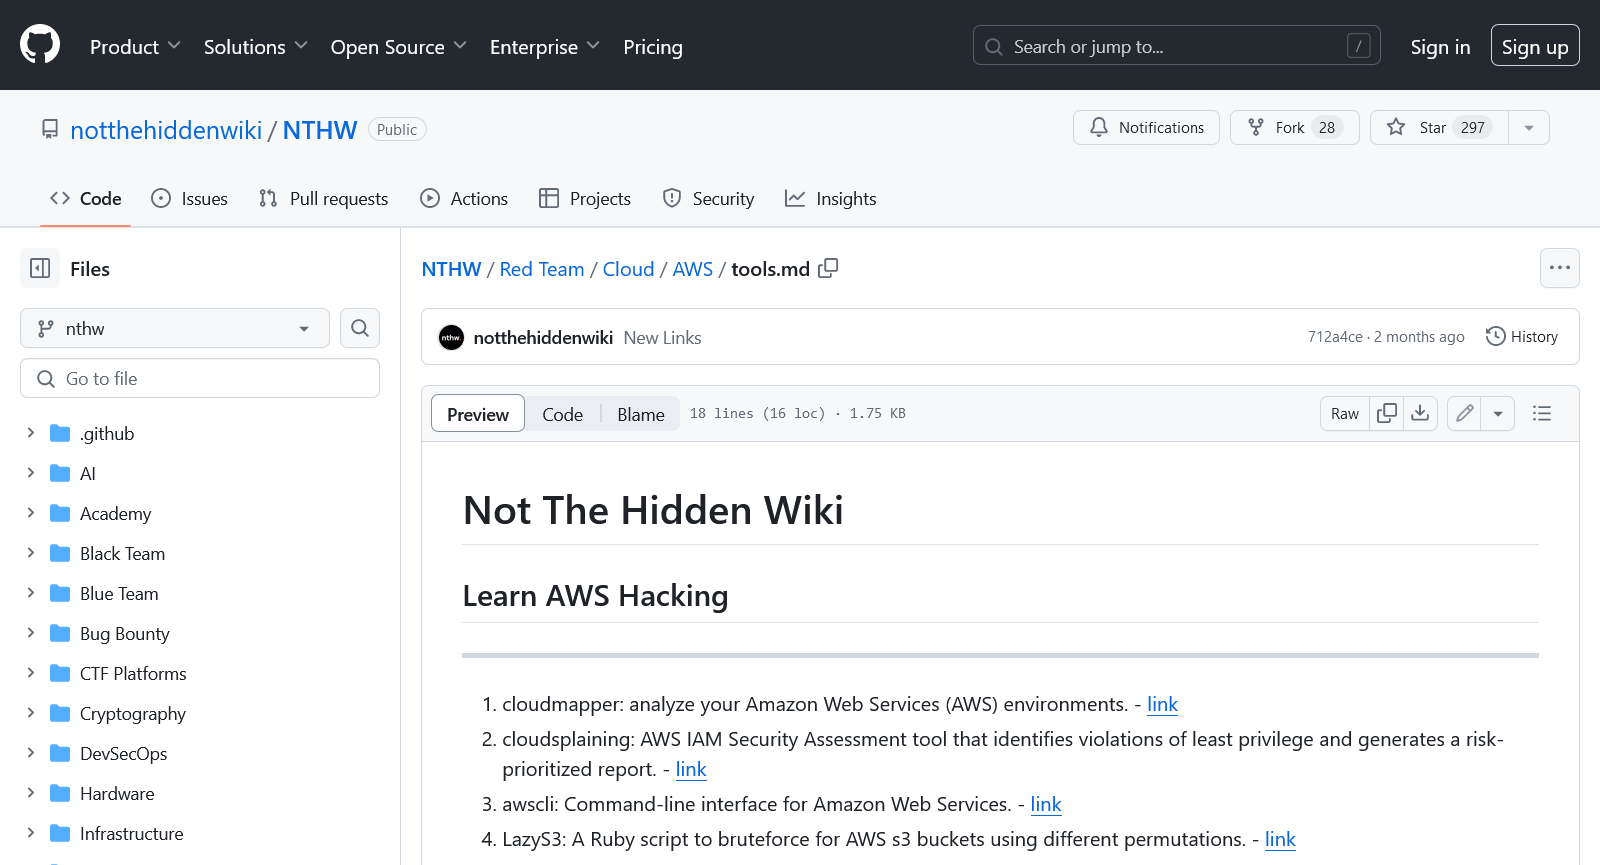 Product Solutions Open Source Enterprise Pricing Search or jump to... / Sign in Sign up
notthehiddenwiki / NTHW Public Notifications Fork 28 Star 297
Code Issues Pull requests Actions Projects Security Insights
Files
nthw
Go to file
.github
AI
Academy
Black Team
Blue Team
Bug Bounty
CTF Platforms
Cryptography
DevSecOps
Hardware
Infrastructure
NTHW / Red Team / Cloud / AWS / tools.md
nthw notthehiddenwiki New Links 712a4ce · 2 months ago History
Preview Code Blame 18 lines (16 loc) · 1.75 KB Raw
Not The Hidden Wiki
Learn AWS Hacking
1. cloudmapper: analyze your Amazon Web Services (AWS) environments. - link
2. cloudsplaining: AWS IAM Security Assessment tool that identifies violations of least privilege and generates a risk-
prioritized report. - link
3. awscli: Command-line interface for Amazon Web Services. - link
4. LazyS3: A Ruby script to bruteforce for AWS s3 buckets using different permutations. - link